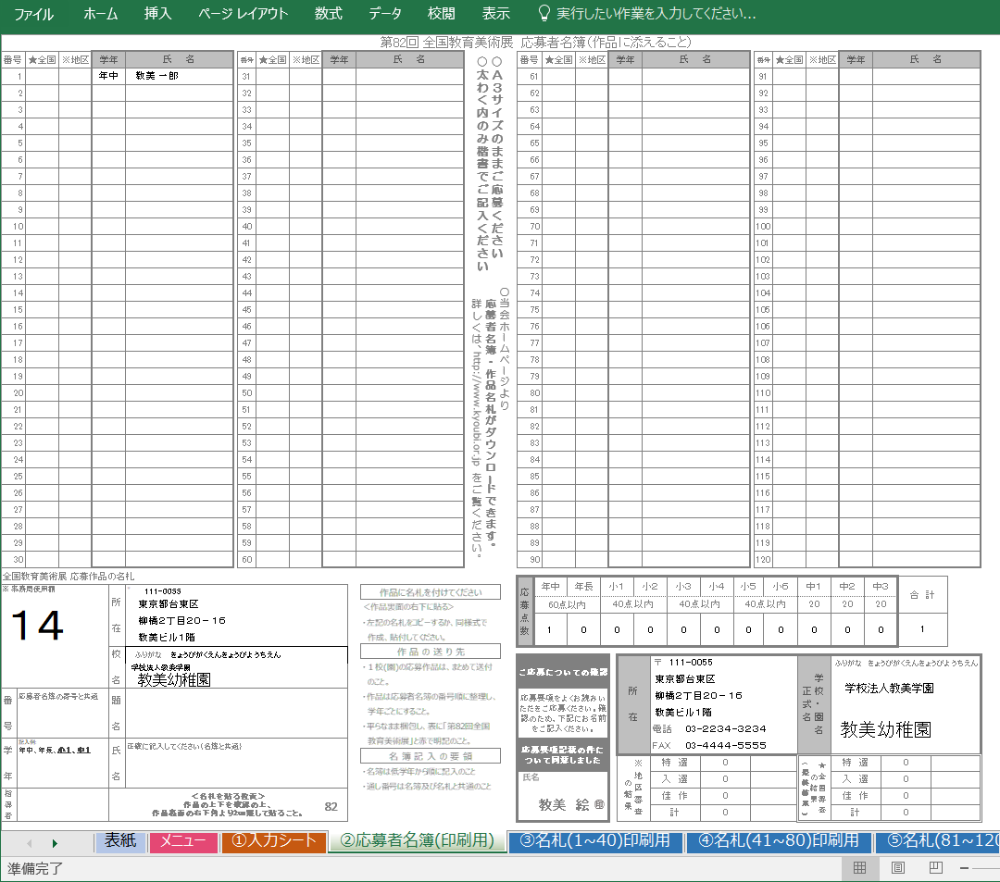 ファイル ホーム 挿入 ページ レイアウト 数式 データ 校閲 表示 実行したい作業を入力してください...
第82回 全国教育美術展 応募者名簿(作品に添えること)
番号 ★全国 ※地区 学年 氏 名
1 年中 教美 一郎
2
3
4
5
6
7
8
9
10
11
12
13
14
15
16
17
18
19
20
21
22
23
24
25
26
27
28
29
30
番号 ★全国 ※地区 学年 氏 名
31
32
33
34
35
36
37
38
39
40
41
42
43
44
45
46
47
48
49
50
51
52
53
54
55
56
57
58
59
60
○A3サイズのままご応募ください
○太わく内のみ楷書でご記入ください
○当会ホームページより
応募者名簿・作品名札がダウンロードできます。
詳しくは、http://www.kyoubi.or.jp をご覧ください。
番号 ★全国 ※地区 学年 氏 名
61
62
63
64
65
66
67
68
69
70
71
72
73
74
75
76
77
78
79
80
81
82
83
84
85
86
87
88
89
90
番号 ★全国 ※地区 学年 氏 名
91
92
93
94
95
96
97
98
99
100
101
102
103
104
105
106
107
108
109
110
111
112
113
114
115
116
117
118
119
120
全国教育美術展 応募作品の名札
※事務局使用欄
14
所在
111-0055
東京都台東区
柳橋2丁目20-16
教美ビル1階
校名
ふりがな きょうびがくえんきょうびようちえん
学校法人教美学園
教美幼稚園
番号
応募者名簿の番号と共通
題名
学年
記入例
年中、年長、小1、中1
氏名
正確に記入してください(名簿と共通)
指導者
<名札を貼る位置>
作品の上下を確認の上、
作品裏面の右下角より2cm離して貼ること。
82
作品に名札を付けてください
<作品裏面の右下に貼る>
・左記の名札をコピーするか、同様式で
作成、貼付してください。
作品の送り先
・1校(園)の応募作品は、まとめて送付
のこと。
・作品は応募者名簿の番号順に整理し、
学年ごとにすること。
・平らなまま梱包し、表に「第82回全国
教育美術展」と赤で明記のこと。
名簿記入の要領
・名簿は低学年から順に記入のこと
・通し番号は名簿及び名札と共通のこと
応募点数
年中 年長 小1 小2 小3 小4 小5 小6 中1 中2 中3 合計
60点以内 40点以内 40点以内 40点以内 20 20 20
1 0 0 0 0 0 0 0 0 0 0 1
ご応募についての確認
応募要項をよくお読みい
ただきご応募ください。確
認のため、下記にお名前
をご記入ください。
応募要項記載の件に
ついて同意しました
氏名
教美 絵 ㊞
所在
〒 111-0055
東京都台東区
柳橋2丁目20-16
教美ビル1階
電話 03-2234-3234
FAX 03-4444-5555
学校・園名
正式名
ふりがな きょうびがくえんきょうびようちえん
学校法人教美学園
教美幼稚園
※地区審査の結果
特選 0
入選 0
佳作 0
計 0
★全国審査の結果
(最終結果)
特選 0
入選 0
佳作 0
計 0
表紙 メニュー ①入力シート ②応募者名簿(印刷用) ③名札(1~40)印刷用 ④名札(41~80)印刷用 ⑤名札(81~120
準備完了